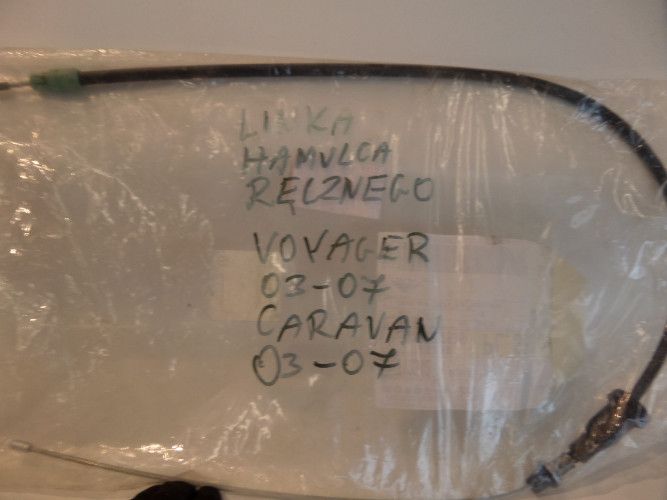 LINKA
HAMULCA
RĘCZNEGO
VOYAGER
03-07
CARAVAN
03-07